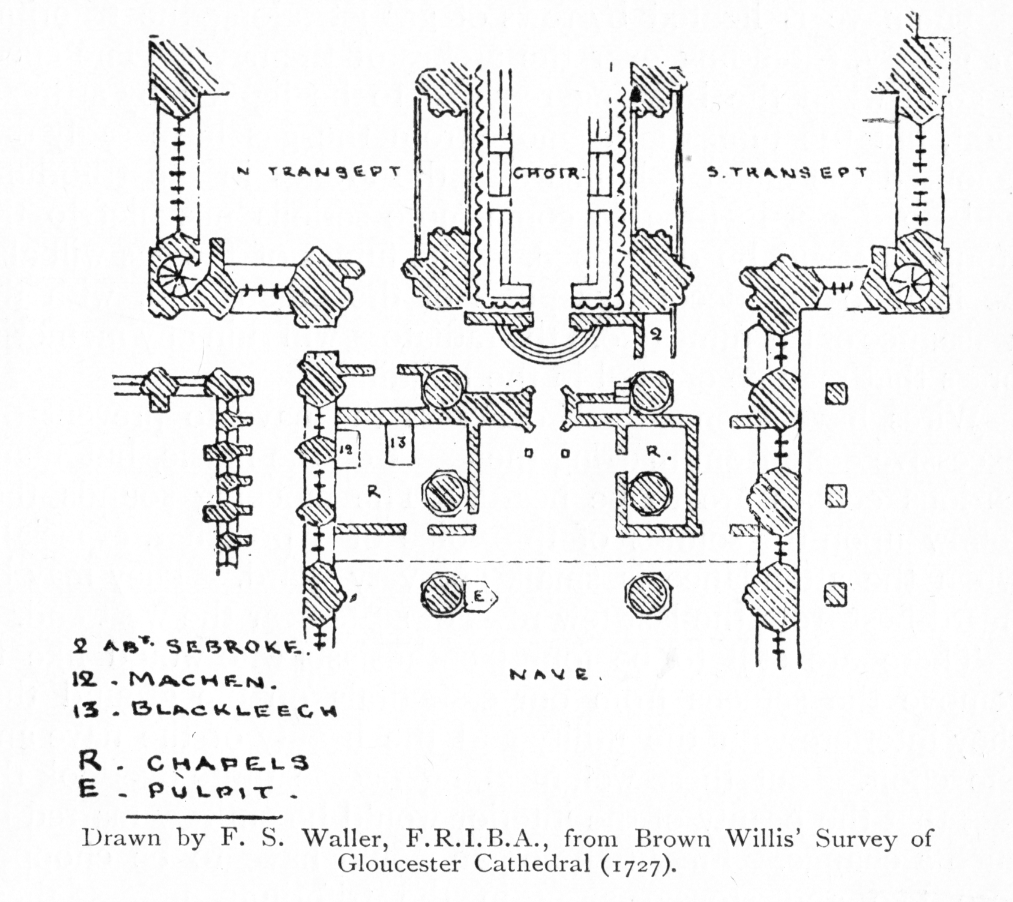 N TRANSEPT
CHOIR.
S. TRANSEPT
2
12
13
R
R.
E
NAVE.
2 ABT. SEBROKE.
12. MACHEN.
13. BLACKLEEGH
R. CHAPELS
E - PULPIT.
Drawn by F. S. Waller, F.R.I.B.A., from Brown Willis' Survey of
Gloucester Cathedral (1727).